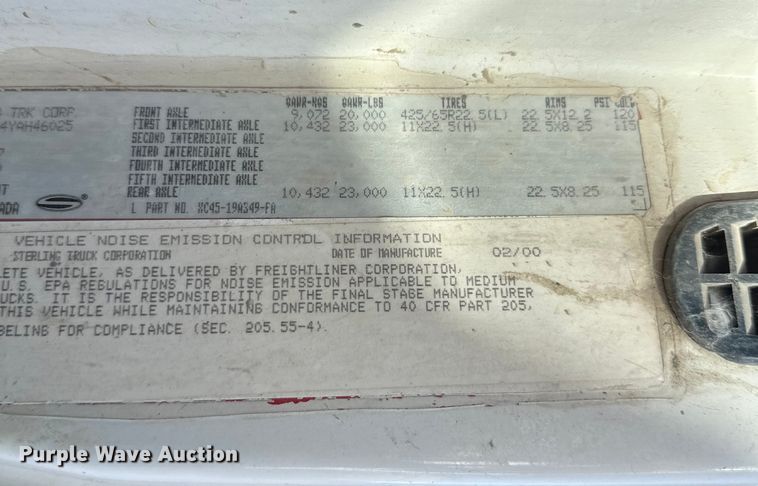 GAWR-KGS GAWR-LBS TIRES RIMS PSI COLD
TRK CORP. FRONT AXLE 9,072 20,000 425/65R22.5(L) 22.5X12.2 120
4YAH46025 FIRST INTERMEDIATE AXLE 10,432 23,000 11X22.5(H) 22.5X8.25 115
SECOND INTERMEDIATE AXLE
THIRD INTERMEDIATE AXLE
FOURTH INTERMEDIATE AXLE
FIFTH INTERMEDIATE AXLE
NT REAR AXLE 10,432 23,000 11X22.5(H) 22.5X8.25 115
ADA L PART NO. XC45-19A549-FA
VEHICLE NOISE EMISSION CONTROL INFORMATION
STERLING TRUCK CORPORATION DATE OF MANUFACTURE 02/00
LETE VEHICLE, AS DELIVERED BY FREIGHTLINER CORPORATION,
U.S. EPA REGULATIONS FOR NOISE EMISSION APPLICABLE TO MEDIUM
UCKS. IT IS THE RESPONSIBILITY OF THE FINAL STAGE MANUFACTURER
THIS VEHICLE WHILE MAINTAINING CONFORMANCE TO 40 CFR PART 205,
BELING FOR COMPLIANCE (SEC. 205.55-4).
Purple Wave Auction